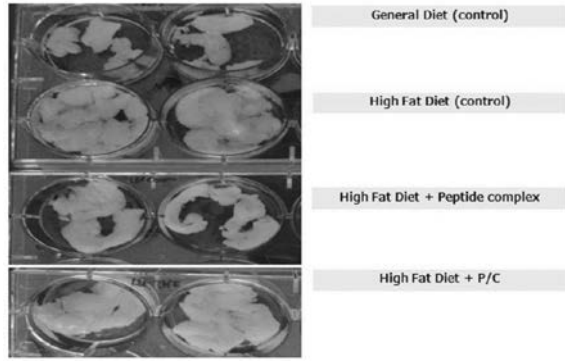 General Diet (control)
High Fat Diet (control)
High Fat Diet + Peptide complex
High Fat Diet + P/C